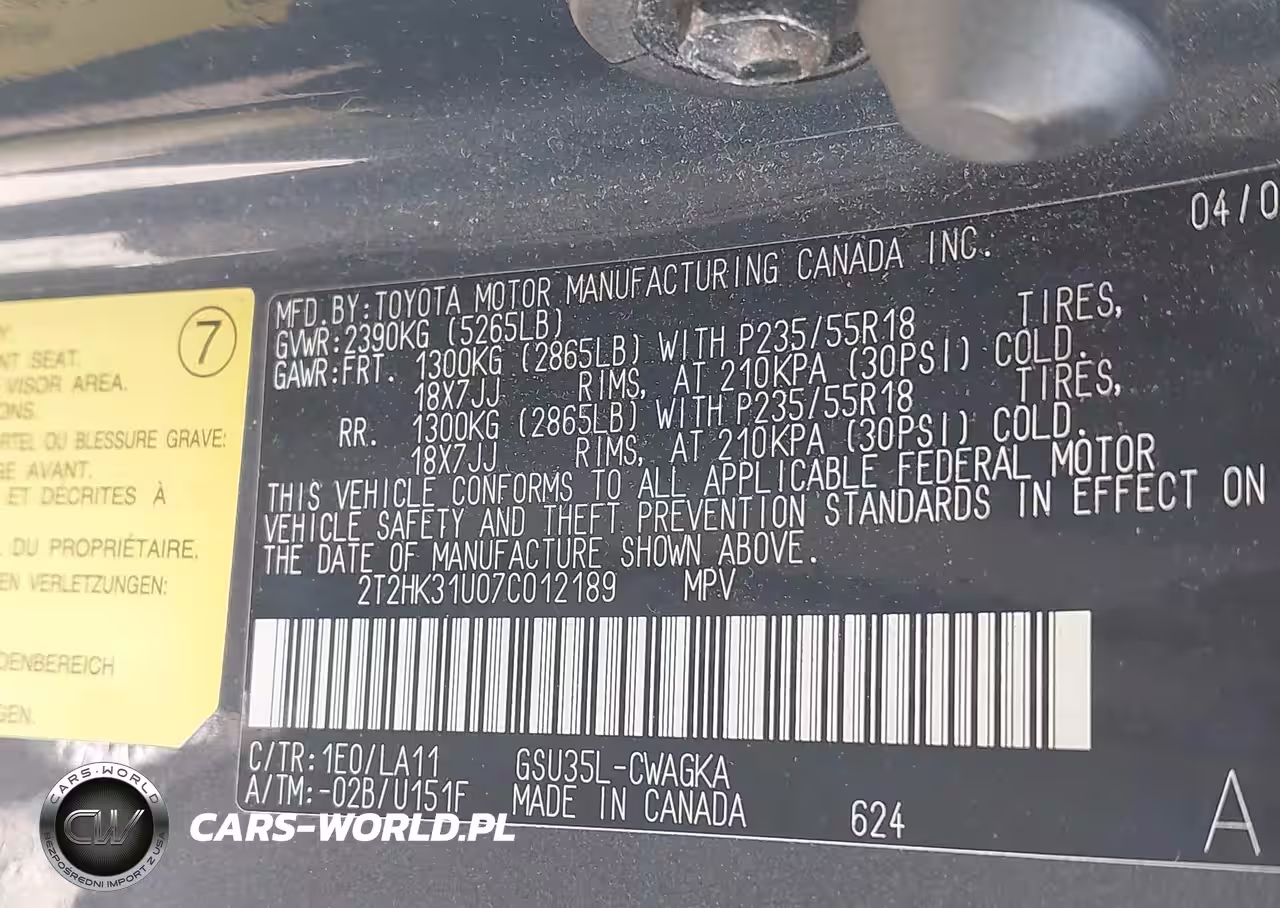 04/0
MFD.BY:TOYOTA MOTOR MANUFACTURING CANADA INC.
GVWR:2390KG (5265LB)
GAWR:FRT. 1300KG (2865LB) WITH P235/55R18 TIRES,
18X7JJ RIMS, AT 210KPA (30PSI) COLD.
RR. 1300KG (2865LB) WITH P235/55R18 TIRES,
18X7JJ RIMS, AT 210KPA (30PSI) COLD.
THIS VEHICLE CONFORMS TO ALL APPLICABLE FEDERAL MOTOR
VEHICLE SAFETY AND THEFT PREVENTION STANDARDS IN EFFECT ON
THE DATE OF MANUFACTURE SHOWN ABOVE.
2T2HK31U07C012189 MPV
C/TR:1E0/LA11 GSU35L-CWAGKA
A/TM:-02B/U151F MADE IN CANADA 624 A
7
NT SEAT.
VISOR AREA.
ONS.
RTEL OU BLESSURE GRAVE:
GE AVANT.
ET DÉCRITES À
DU PROPRIÉTAIRE.
EN VERLETZUNGEN:
DENBEREICH
GEN.
CARS-WORLD
CW
BEZPOŚREDNI IMPORT Z USA
CARS-WORLD.PL